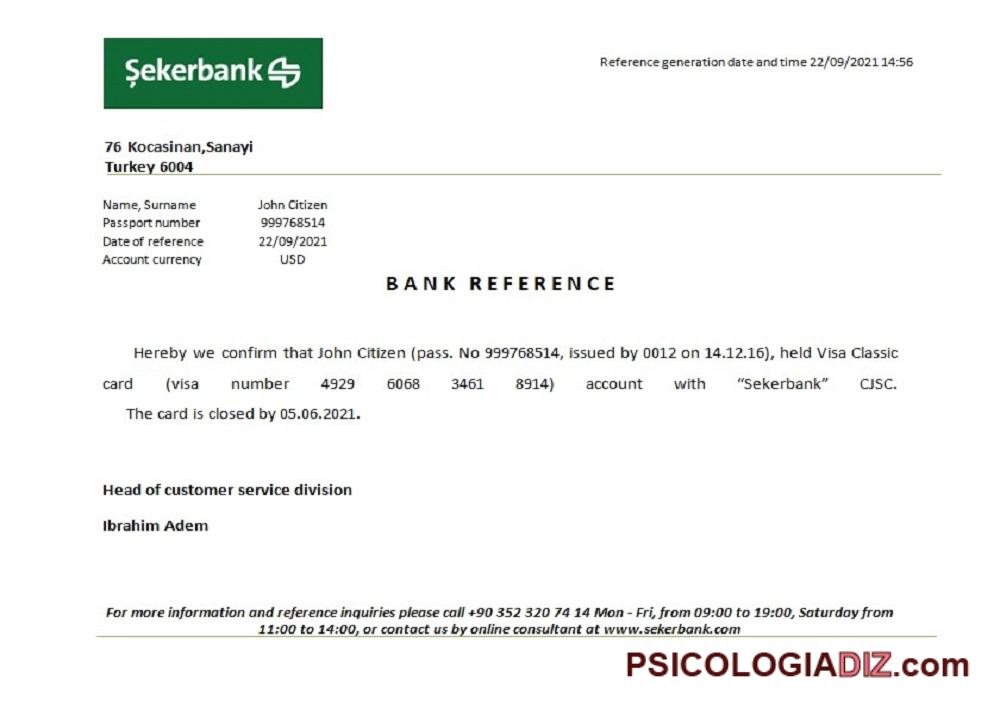 Şekerbank
Reference generation date and time 22/09/2021 14:56
76 Kocasinan,Sanayi
Turkey 6004
Name, Surname John Citizen
Passport number 999768514
Date of reference 22/09/2021
Account currency USD
BANK REFERENCE
Hereby we confirm that John Citizen (pass. No 999768514, issued by 0012 on 14.12.16), held Visa Classic
card (visa number 4929 6068 3461 8914) account with “Sekerbank” CJSC.
The card is closed by 05.06.2021.
Head of customer service division
Ibrahim Adem
For more information and reference inquiries please call +90 352 320 74 14 Mon - Fri, from 09:00 to 19:00, Saturday from
11:00 to 14:00, or contact us by online consultant at www.sekerbank.com
PSICOLOGIADIZ.com